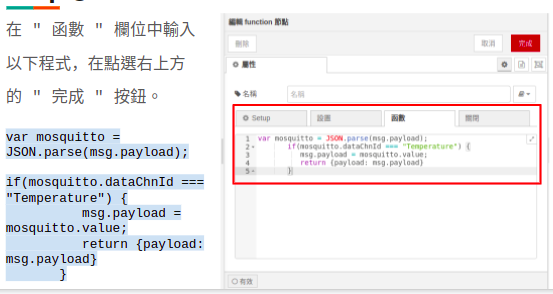 在 " 函數 " 欄位中輸入
以下程式，在點選右上方
的 " 完成 " 按鈕。
var mosquitto =
JSON.parse(msg.payload);
if(mosquitto.dataChnId ===
"Temperature") {
msg.payload =
mosquitto.value;
return {payload:
msg.payload}
}
編輯 function 節點
刪除
取消
完成
屬性
名稱
名稱
Setup
設置
函數
關閉
1 var mosquitto = JSON.parse(msg.payload);
2 if(mosquitto.dataChnId === "Temperature") {
3 msg.payload = mosquitto.value;
4 return {payload: msg.payload}
5 }
有效